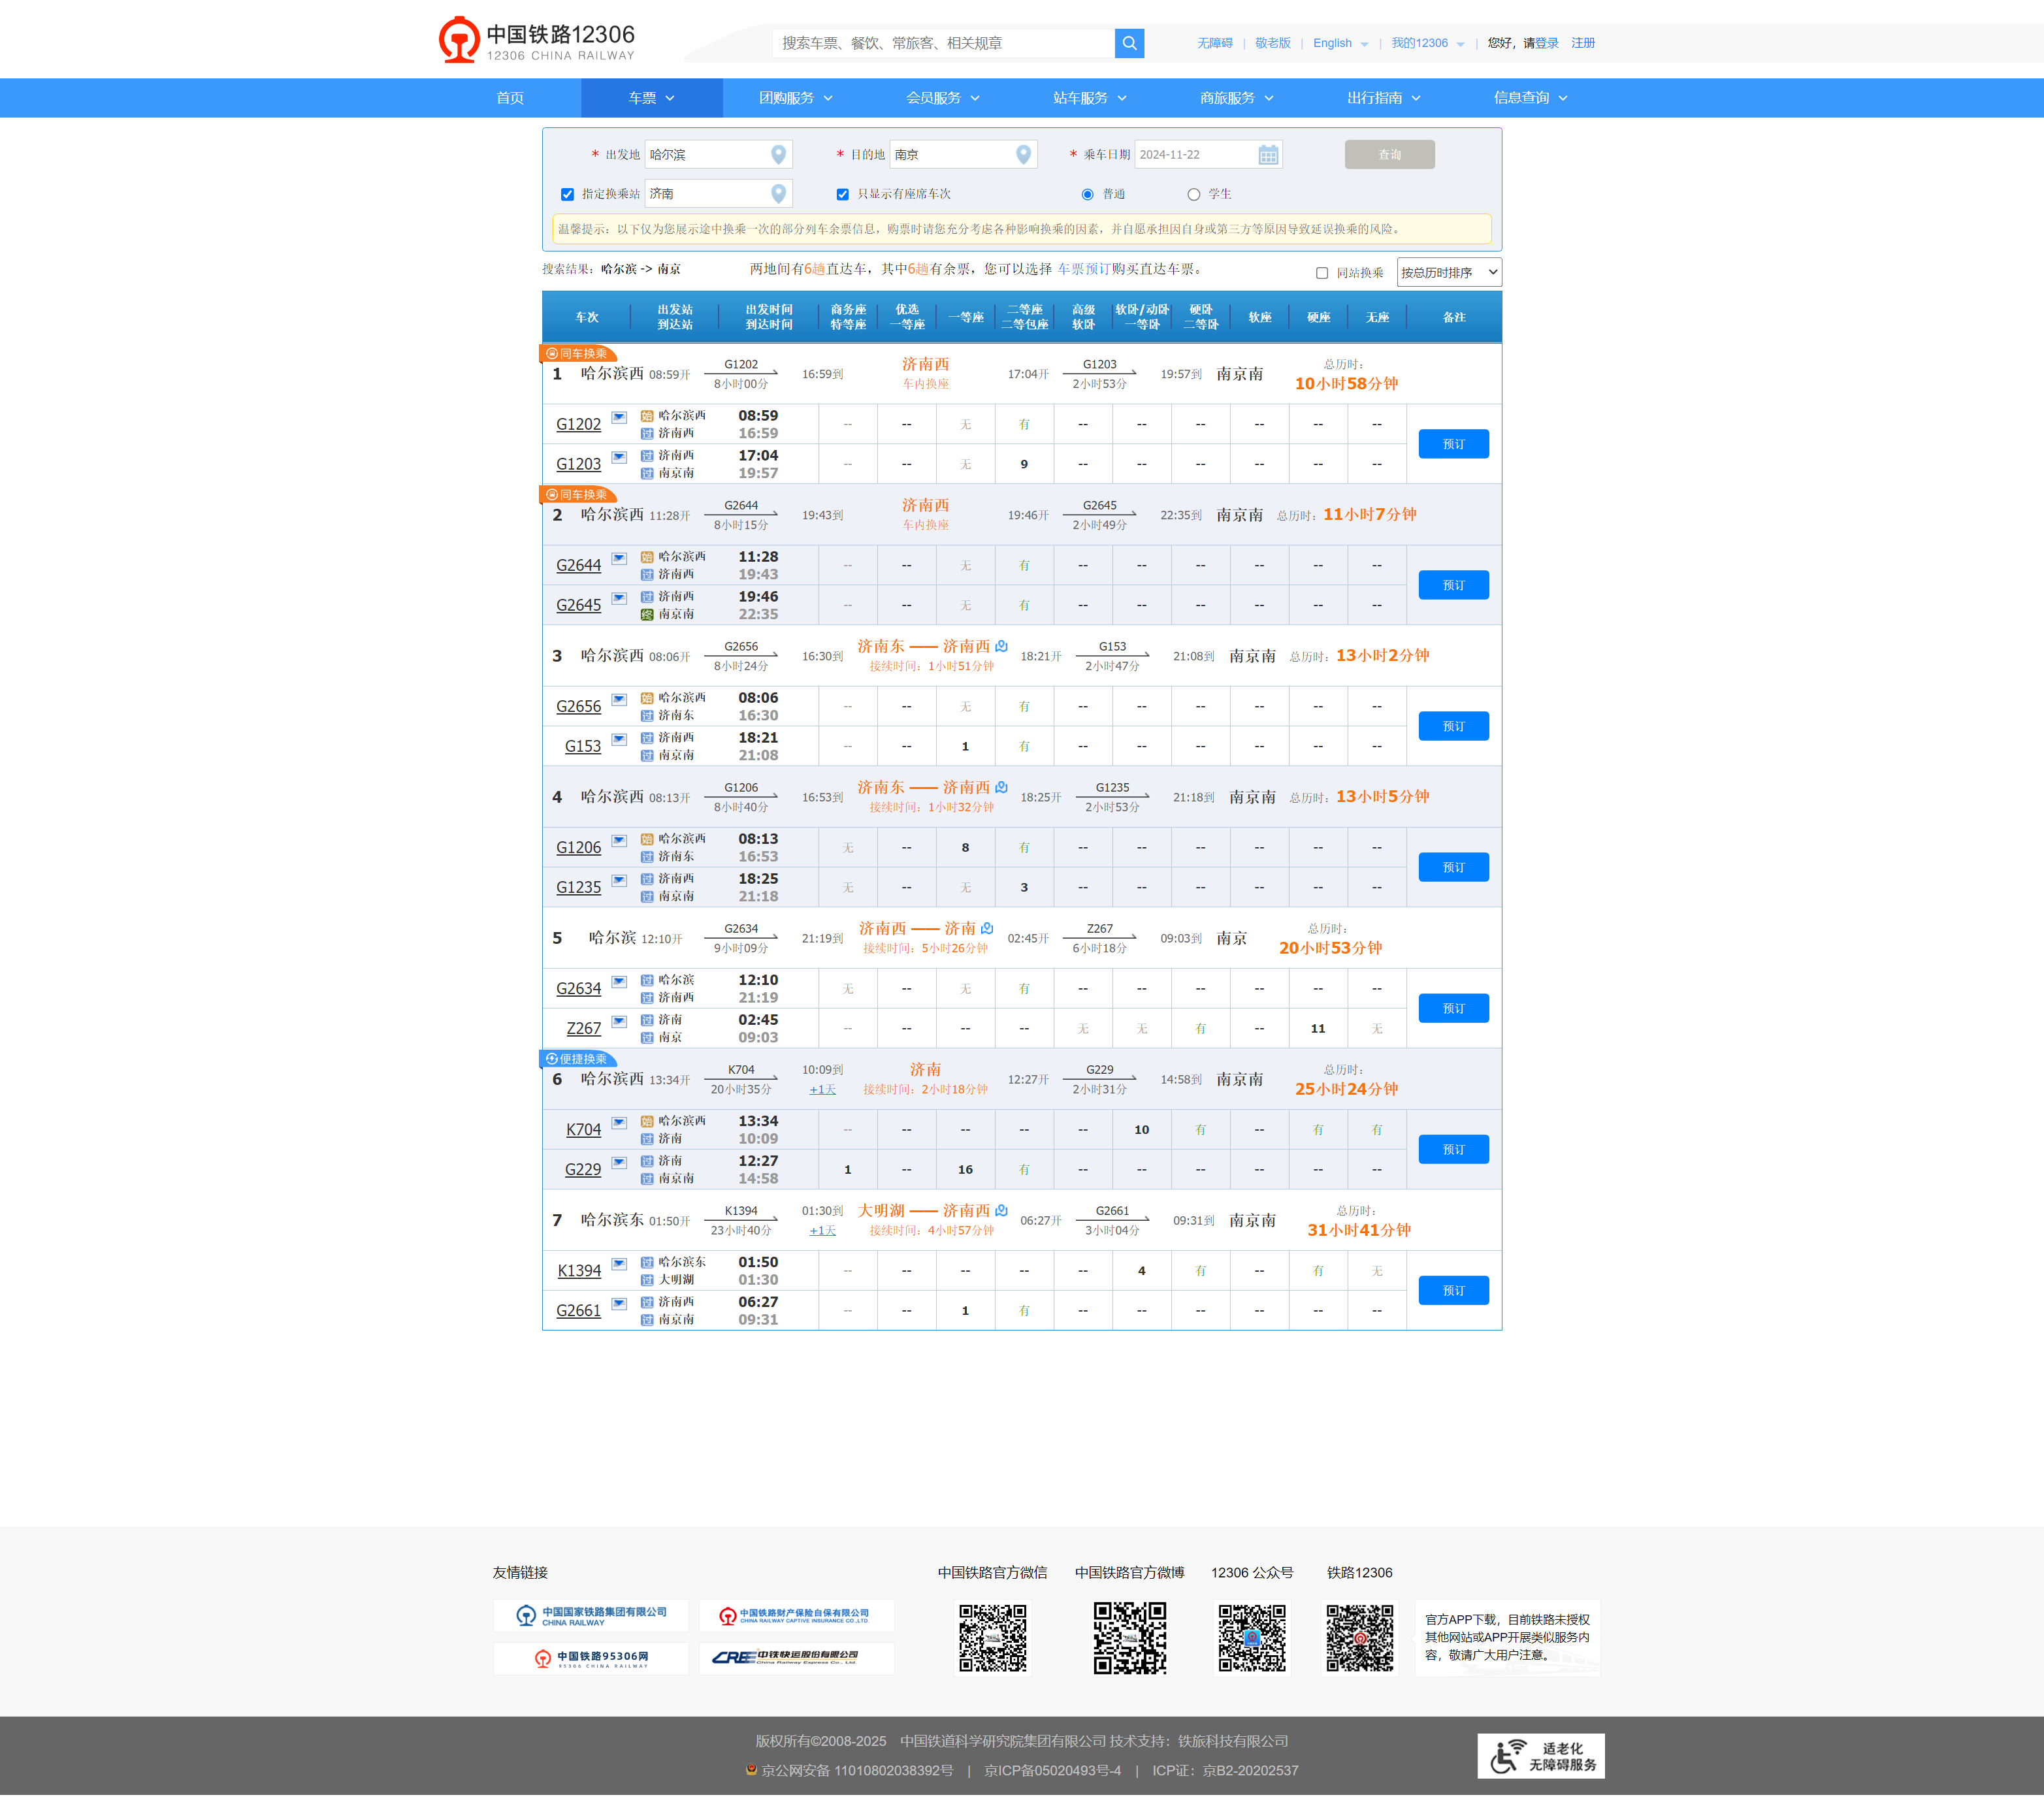 中国铁路12306
12306 CHINA RAILWAY
搜索车票、餐饮、常旅客、相关规章
无障碍 | 敬老版 | English | 我的12306 | 您好，请登录 注册
首页 车票 团购服务 会员服务 站车服务 商旅服务 出行指南 信息查询
* 出发地 哈尔滨 * 目的地 南京 * 乘车日期 2024-11-22 查询
指定换乘站 济南 只显示有座席车次 普通 学生
温馨提示：以下仅为您展示途中换乘一次的部分列车余票信息，购票时请您充分考虑各种影响换乘的因素，并自愿承担因自身或第三方等原因导致延误换乘的风险。
搜索结果：哈尔滨 -> 南京 两地间有6趟直达车，其中6趟有余票，您可以选择 车票预订购买直达车票。 同站换乘 按总历时排序
车次 出发站 到达站 出发时间 到达时间 商务座 特等座 优选 一等座 一等座 二等座 二等包座 高级 软卧 软卧/动卧 一等卧 硬卧 二等卧 软座 硬座 无座 备注
同车换乘
1 哈尔滨西 08:59开 G1202 8小时00分 16:59到 济南西 车内换座 17:04开 G1203 2小时53分 19:57到 南京南 总历时： 10小时58分钟
G1202 始 哈尔滨西 过 济南西 08:59 16:59 -- -- 无 有 -- -- -- -- -- -- 预订
G1203 过 济南西 过 南京南 17:04 19:57 -- -- 无 9 -- -- -- -- -- --
同车换乘
2 哈尔滨西 11:28开 G2644 8小时15分 19:43到 济南西 车内换座 19:46开 G2645 2小时49分 22:35到 南京南 总历时：11小时7分钟
G2644 始 哈尔滨西 过 济南西 11:28 19:43 -- -- 无 有 -- -- -- -- -- -- 预订
G2645 过 济南西 终 南京南 19:46 22:35 -- -- 无 有 -- -- -- -- -- --
3 哈尔滨西 08:06开 G2656 8小时24分 16:30到 济南东 —— 济南西 接续时间：1小时51分钟 18:21开 G153 2小时47分 21:08到 南京南 总历时：13小时2分钟
G2656 始 哈尔滨西 过 济南东 08:06 16:30 -- -- 无 有 -- -- -- -- -- -- 预订
G153 过 济南西 过 南京南 18:21 21:08 -- -- 1 有 -- -- -- -- -- --
4 哈尔滨西 08:13开 G1206 8小时40分 16:53到 济南东 —— 济南西 接续时间：1小时32分钟 18:25开 G1235 2小时53分 21:18到 南京南 总历时：13小时5分钟
G1206 始 哈尔滨西 过 济南东 08:13 16:53 无 -- 8 有 -- -- -- -- -- -- 预订
G1235 过 济南西 过 南京南 18:25 21:18 无 -- 无 3 -- -- -- -- -- --
5 哈尔滨 12:10开 G2634 9小时09分 21:19到 济南西 —— 济南 接续时间：5小时26分钟 02:45开 Z267 6小时18分 09:03到 南京 总历时： 20小时53分钟
G2634 过 哈尔滨 过 济南西 12:10 21:19 无 -- 无 有 -- -- -- -- -- -- 预订
Z267 过 济南 过 南京 02:45 09:03 -- -- -- -- 无 无 有 -- 11 无
便捷换乘
6 哈尔滨西 13:34开 K704 20小时35分 10:09到 +1天 济南 接续时间：2小时18分钟 12:27开 G229 2小时31分 14:58到 南京南 总历时： 25小时24分钟
K704 始 哈尔滨西 过 济南 13:34 10:09 -- -- -- -- -- 10 有 -- 有 有 预订
G229 过 济南 过 南京南 12:27 14:58 1 -- 16 有 -- -- -- -- -- --
7 哈尔滨东 01:50开 K1394 23小时40分 01:30到 +1天 大明湖 —— 济南西 接续时间：4小时57分钟 06:27开 G2661 3小时04分 09:31到 南京南 总历时： 31小时41分钟
K1394 过 哈尔滨东 过 大明湖 01:50 01:30 -- -- -- -- -- 4 有 -- 有 无 预订
G2661 过 济南西 过 南京南 06:27 09:31 -- -- 1 有 -- -- -- -- -- --
友情链接 中国铁路官方微信 中国铁路官方微博 12306 公众号 铁路12306
中国国家铁路集团有限公司
CHINA RAILWAY
中国铁路财产保险自保有限公司
CHINA RAILWAY CAPTIVE INSURANCE CO.,LTD.
中国铁路95306网
95306 CHINA RAILWAY
CRE 中铁快运股份有限公司
China Railway Express Co., Ltd.
官方APP下载，目前铁路未授权
其他网站或APP开展类似服务内
容，敬请广大用户注意。
版权所有©2008-2025 中国铁道科学研究院集团有限公司 技术支持：铁旅科技有限公司
京公网安备 11010802038392号 | 京ICP备05020493号-4 | ICP证：京B2-20202537
适老化
无障碍服务